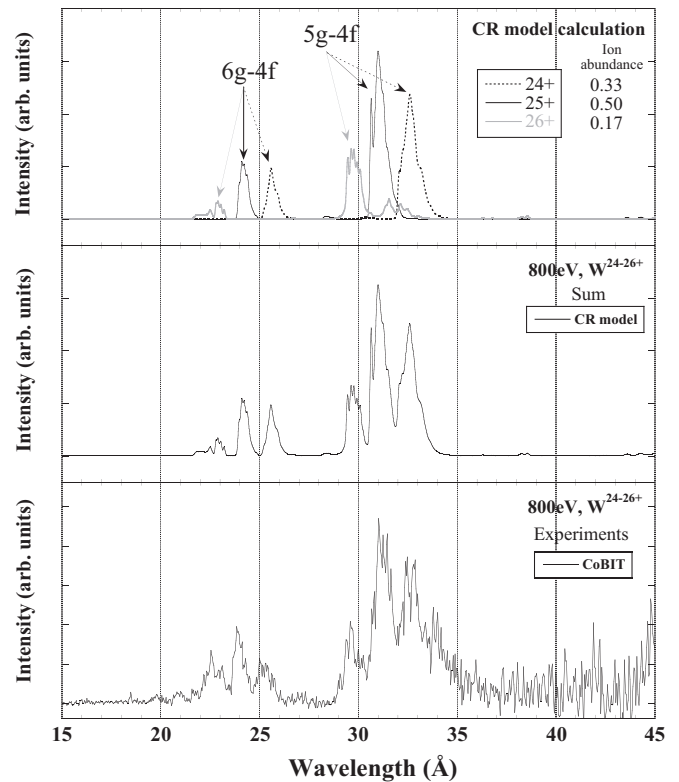 Intensity (arb. units)
6g-4f
5g-4f
CR model calculation
Ion
abundance
24+ 0.33
25+ 0.50
26+ 0.17
Intensity (arb. units)
800eV, W24-26+
Sum
CR model
Intensity (arb. units)
800eV, W24-26+
Experiments
CoBIT
15 20 25 30 35 40 45
Wavelength (Å)